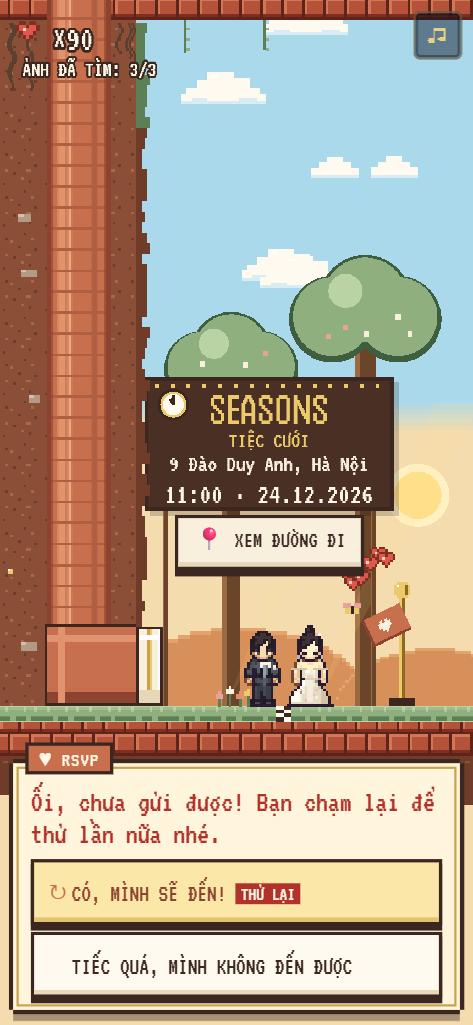 X90
ẢNH ĐÃ TÌM: 3/3
SEASONS
TIỆC CƯỚI
9 Đào Duy Anh, Hà Nội
11:00 · 24.12.2026
XEM ĐƯỜNG ĐI
♥ RSVP
Ối, chưa gửi được! Bạn chạm lại để
thử lần nữa nhé.
↻ CÓ, MÌNH SẼ ĐẾN! THỬ LẠI
TIẾC QUÁ, MÌNH KHÔNG ĐẾN ĐƯỢC